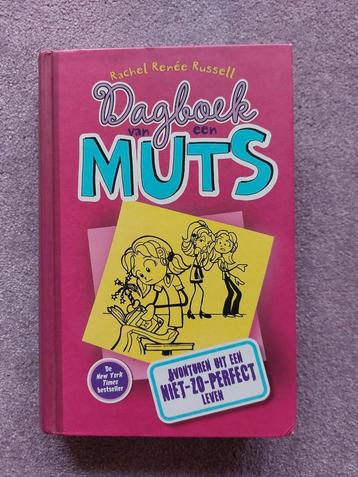 Rachel Renée Russell
Dagboek
van een
MUTS
AVONTUREN UIT EEN
NIET-ZO-PERFECT
LEVEN
De
New York
Times
bestseller